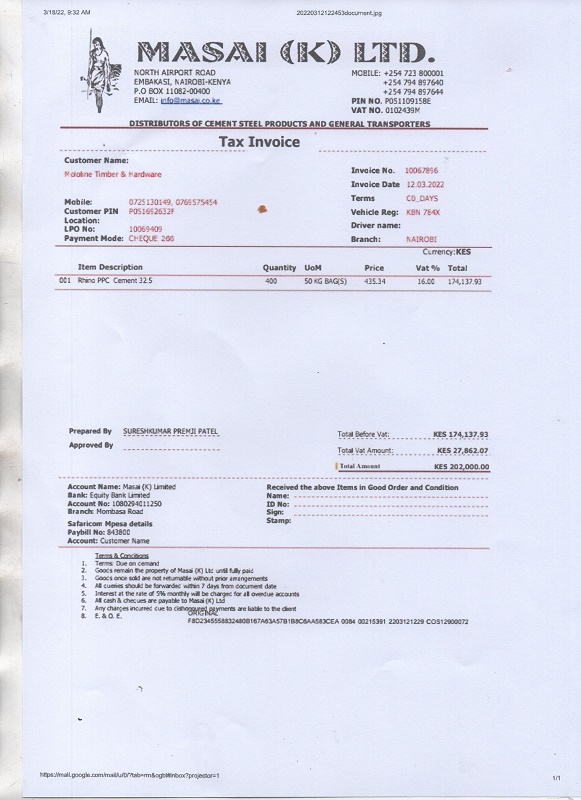 3/18/22, 9:32 AM
20220312122453document.jpg
MASAI (K) LTD.
NORTH AIRPORT ROAD
EMBAKASI, NAIROBI-KENYA
P.O BOX 11082-00400
EMAIL: info@masai.co.ke
MOBILE: +254 723 800001
+254 794 857640
+254 794 857644
PIN NO. P051109158E
VAT NO. 0102439M
DISTRIBUTORS OF CEMENT STEEL PRODUCTS AND GENERAL TRANSPORTERS
Tax Invoice
Customer Name:
Mololine Timber & Hardware
Mobile: 0725130149, 0769575454
Customer PIN P051692632F
Location:
LPO No: 10069409
Payment Mode: CHEQUE 266
Invoice No. 10067896
Invoice Date 12.03.2022
Terms C0_DAYS
Vehicle Reg: KBN 784X
Driver name:
Branch: NAIROBI
Currency:KES
Item Description Quantity UoM Price Vat % Total
001 Rhino PPC Cement 32.5 400 50 KG BAG(S) 435.34 16.00 174,137.93
Prepared By SURESHKUMAR PREMJI PATEL
Approved By
Total Before Vat: KES 174,137.93
Total Vat Amount: KES 27,862.07
Total Amount KES 202,000.00
Account Name: Masai (K) Limited
Bank: Equity Bank Limited
Account No: 1080294011250
Branch: Mombasa Road
Safaricom Mpesa details
Paybill No: 843800
Account: Customer Name
Received the above Items in Good Order and Condition
Name:
ID No:
Sign:
Stamp:
Terms & Conditions
1. Terms: Due on demand
2. Goods remain the property of Masai (K) Ltd until fully paid
3. Goods once sold are not returnable without prior arrangements
4. All queries should be forwarded within 7 days from document date
5. Interest at the rate of 5% monthly will be charged for all overdue accounts
6. All cash & cheques are payable to Masai (K) Ltd
7. Any charges incurred due to dishonoured payments are liable to the client
8. E. & O. E.
ORIGINAL
F8D2345558832480B167A63A57B1B8C6AA583CEA 0084 00215391 2203121229 COS12900072
https://mail.google.com/mail/u/0/?tab=rm&ogbl#inbox?projector=1
1/1